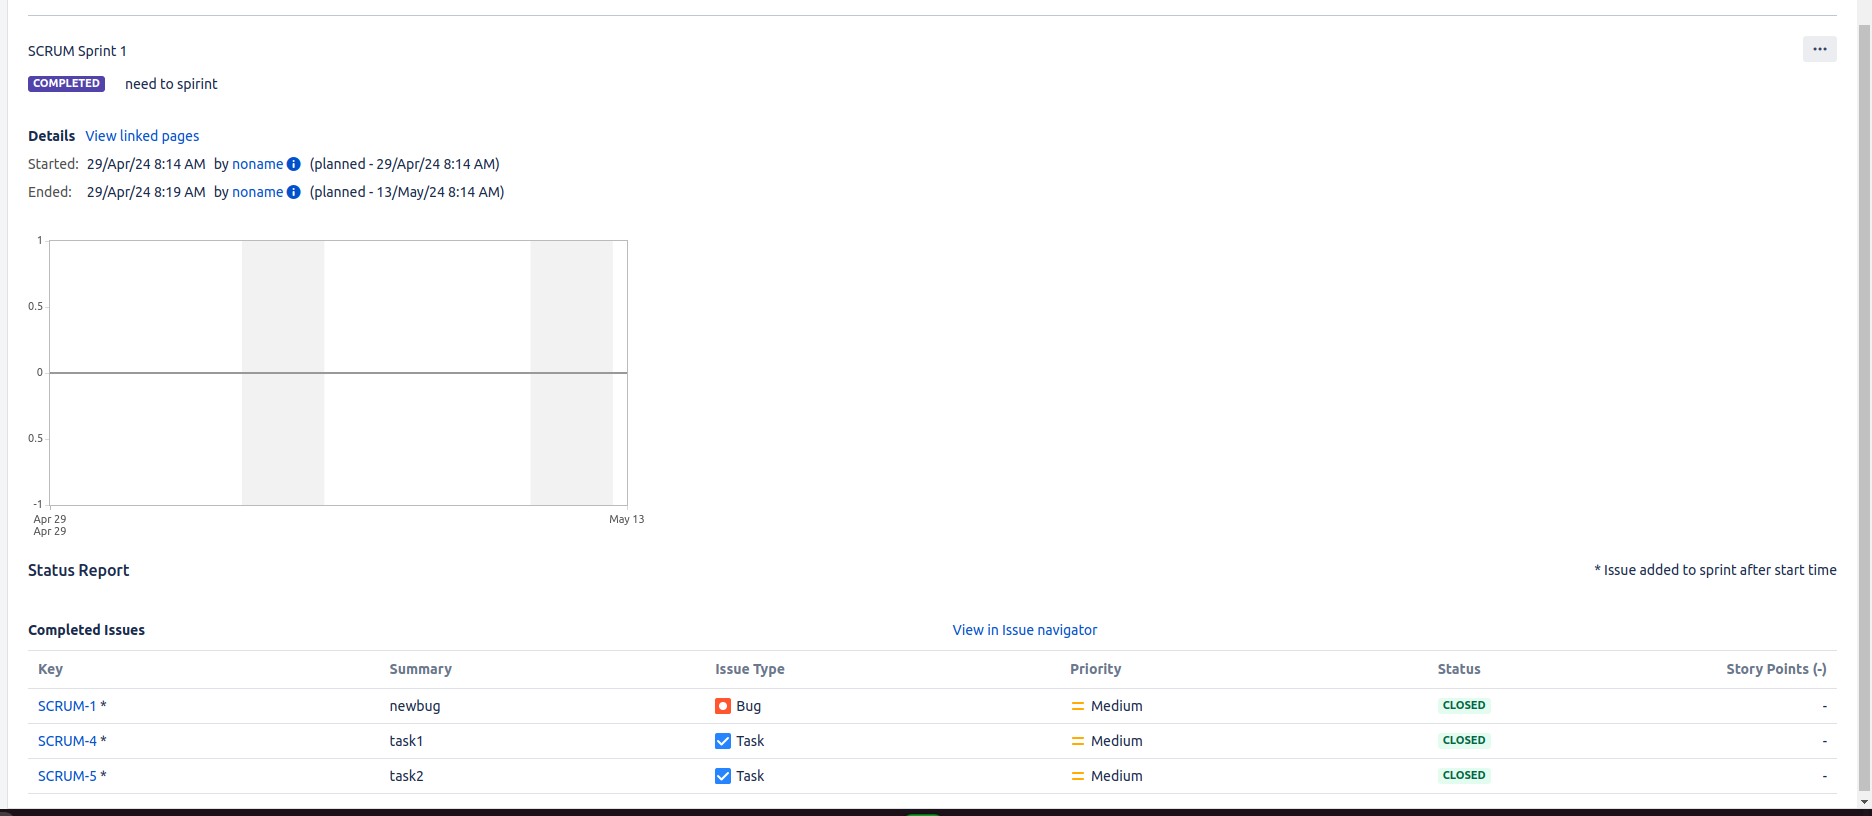 SCRUM Sprint 1
COMPLETED need to spirint
Details View linked pages
Started: 29/Apr/24 8:14 AM by noname (planned - 29/Apr/24 8:14 AM)
Ended: 29/Apr/24 8:19 AM by noname (planned - 13/May/24 8:14 AM)
1
0.5
0
0.5
-1
Apr 29 May 13
Apr 29
Status Report * Issue added to sprint after start time
Completed Issues View in Issue navigator
Key Summary Issue Type Priority Status Story Points (-)
SCRUM-1 * newbug Bug Medium CLOSED -
SCRUM-4 * task1 Task Medium CLOSED -
SCRUM-5 * task2 Task Medium CLOSED -